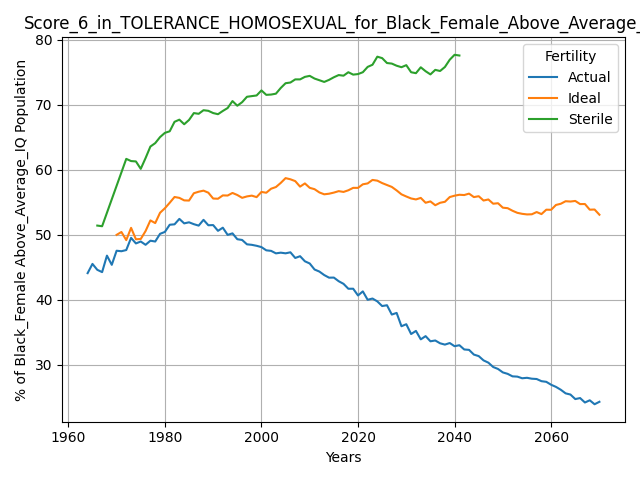 Score_6_in_TOLERANCE_HOMOSEXUAL_for_Black_Female_Above_Average_
% of Black_Female Above_Average_IQ Population
80
70
60
50
40
30
Fertility
Actual
Ideal
Sterile
1960
1980
2000
2020
2040
2060
Years